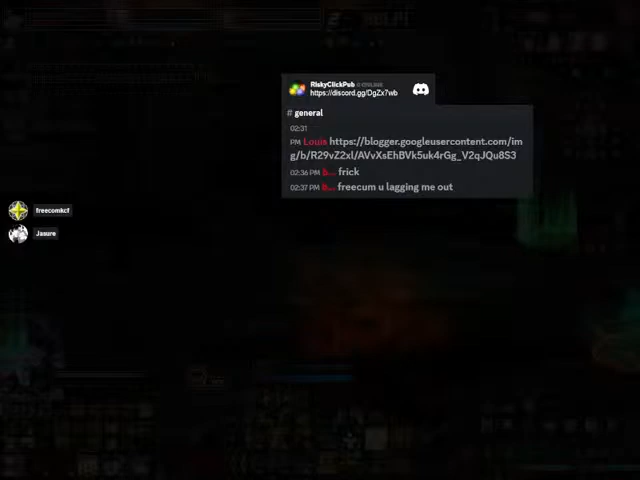 RiskyClickPub
https://discord.gg/DgZx7wb
# general
02:31
PM Louis https://blogger.googleusercontent.com/im
g/b/R29vZ2xl/AVvXsEhBVk5uk4rGg_V2qJQu8S3
02:36 PM b... frick
02:37 PM b... freecum u lagging me out
freecomkcf
Jasure